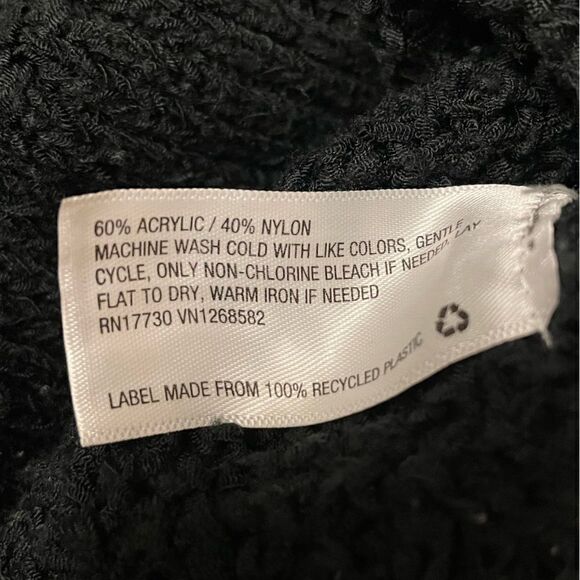 60% ACRYLIC / 40% NYLON
MACHINE WASH COLD WITH LIKE COLORS, GENTLE
CYCLE, ONLY NON-CHLORINE BLEACH IF NEEDED, LAY
FLAT TO DRY, WARM IRON IF NEEDED
RN17730 VN1268582
LABEL MADE FROM 100% RECYCLED PLASTIC